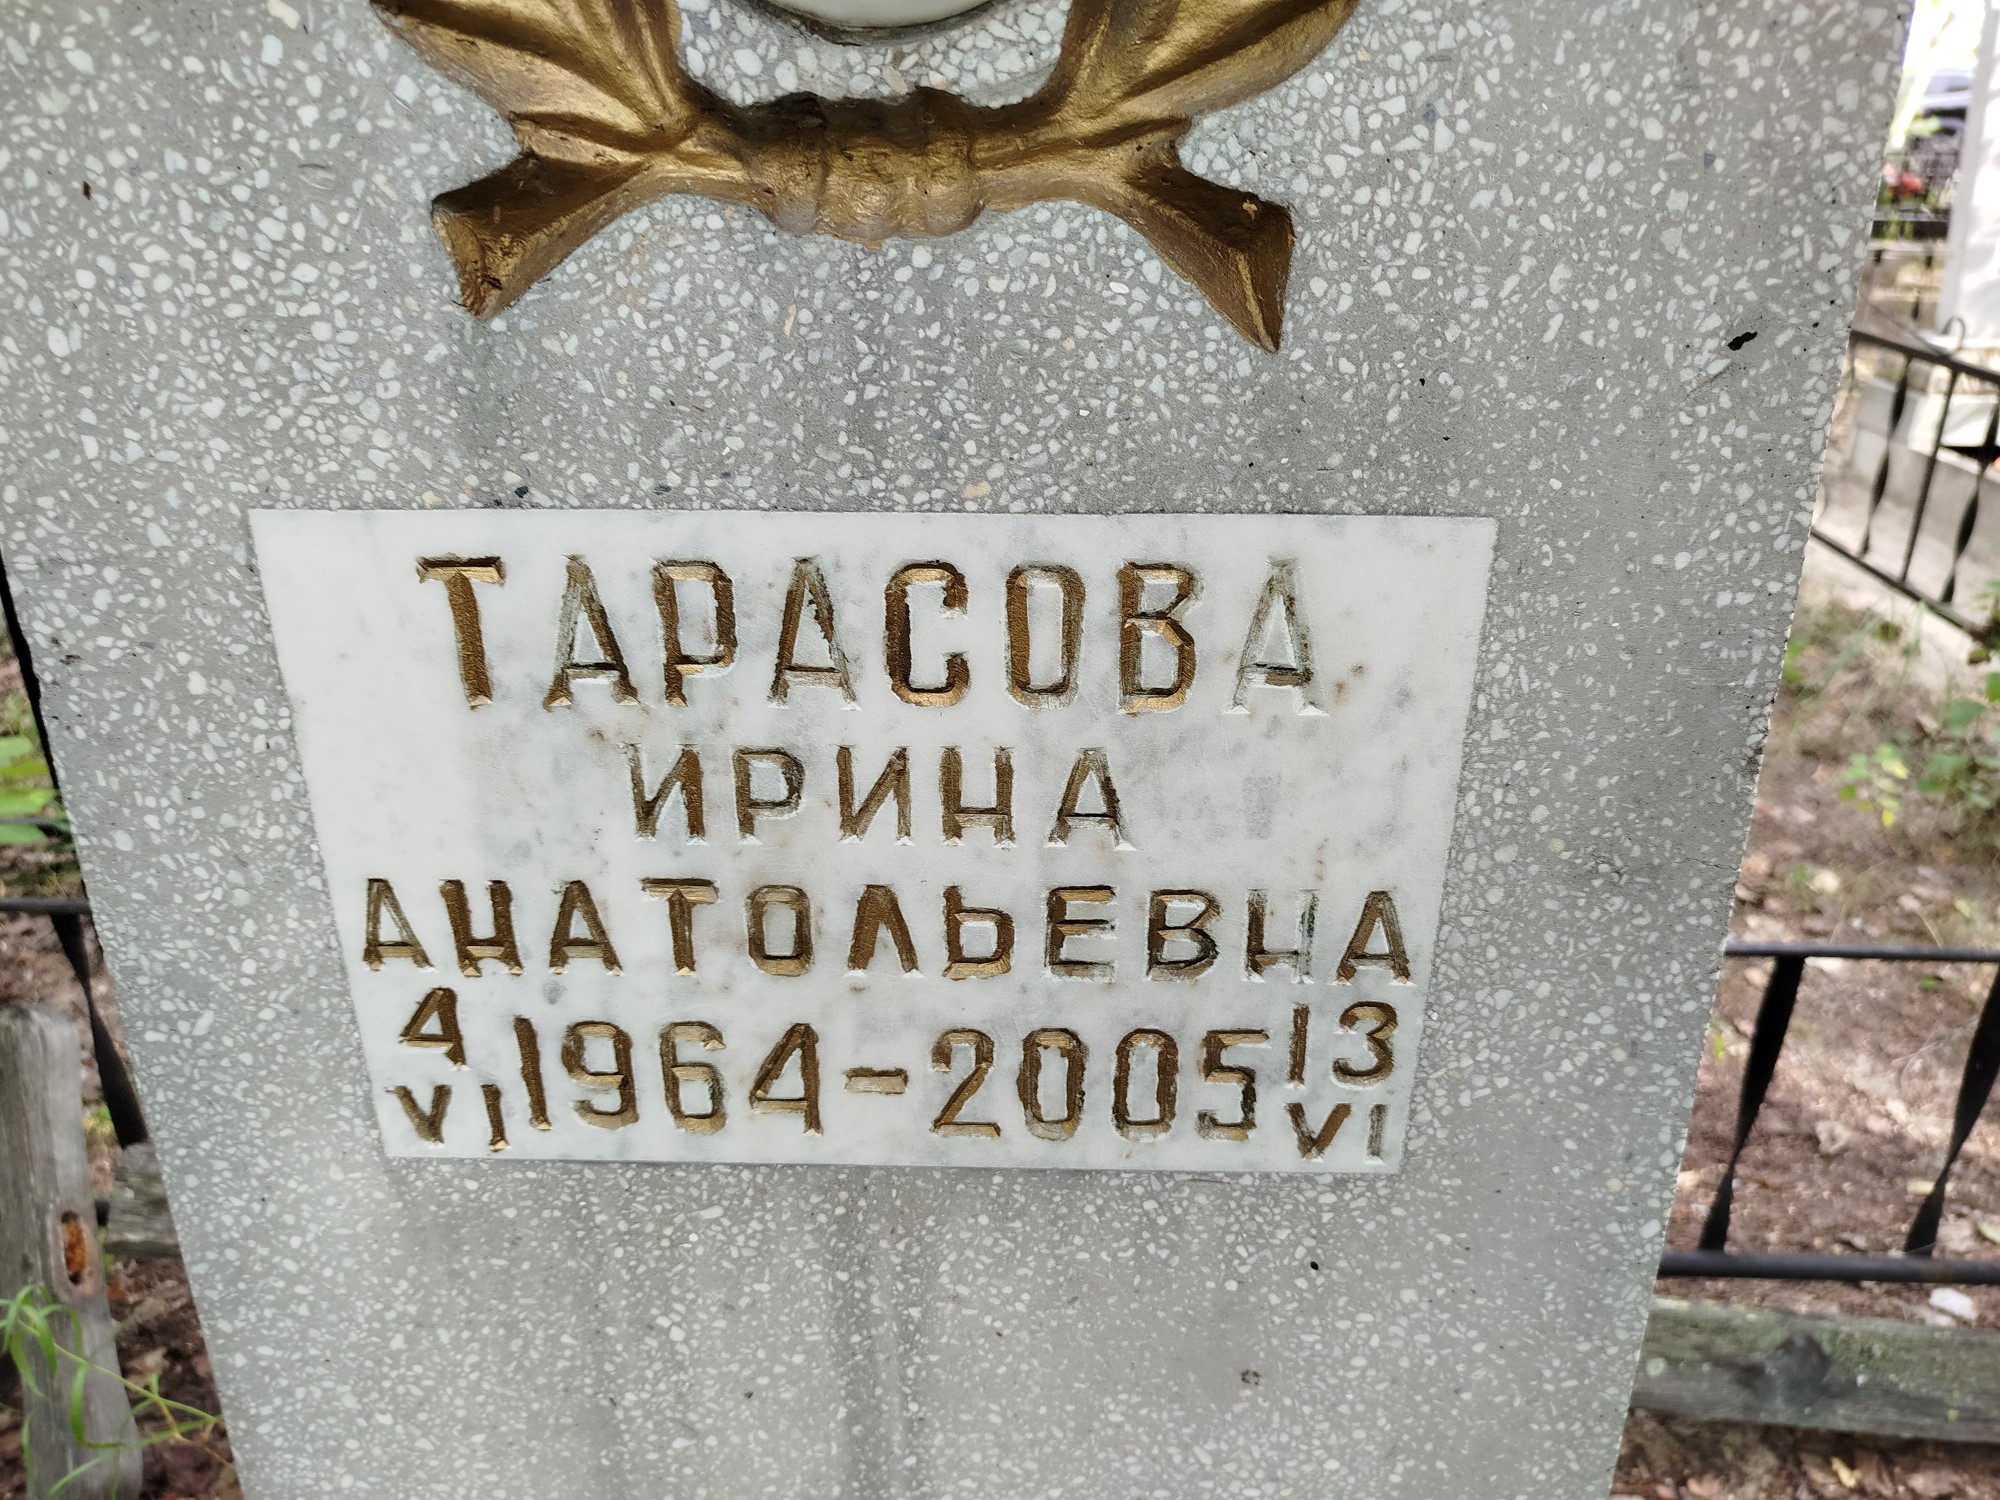 ТАРАСОВА
ИРИНА
АНАТОЛЬЕВНА
4 VI 1964-2005 13 VI